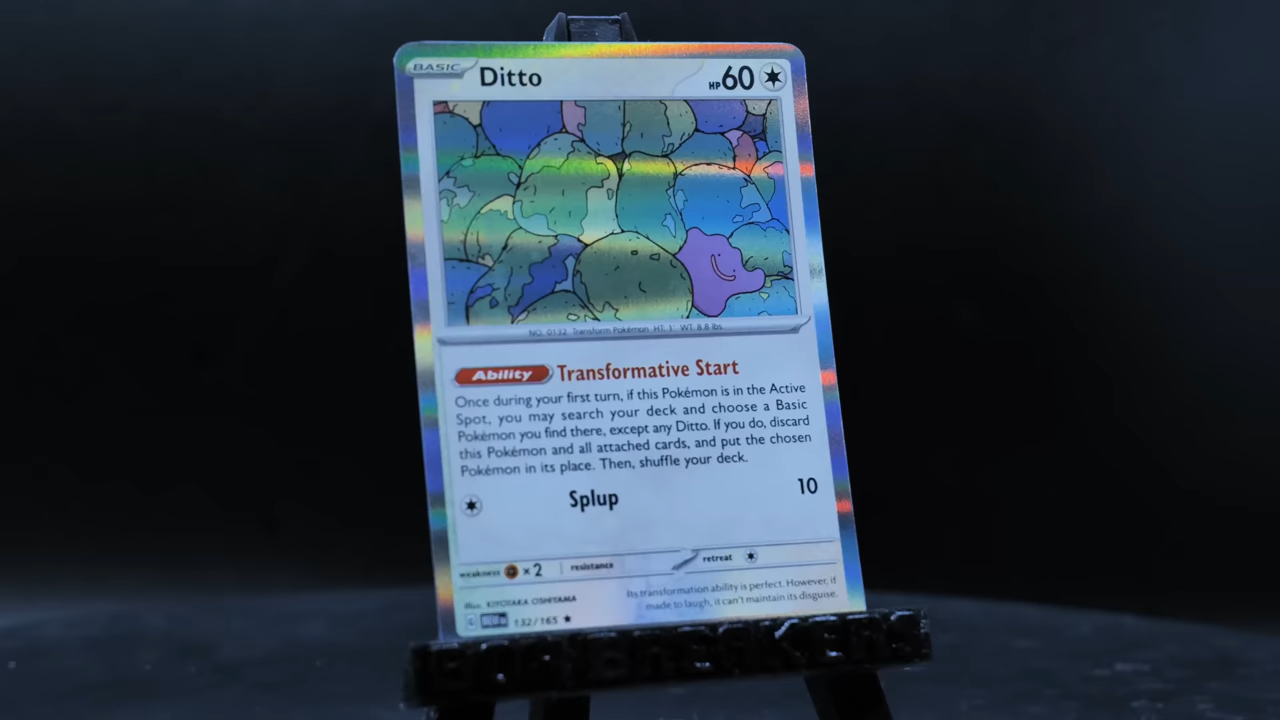 BASIC Ditto HP 60
NO. 0132 Transform Pokémon HT. 1' WT. 8.8 lbs
Ability Transformative Start
Once during your first turn, if this Pokémon is in the Active
Spot, you may search your deck and choose a Basic
Pokémon you find there, except any Ditto. If you do, discard
this Pokémon and all attached cards, and put the chosen
Pokémon in its place. Then, shuffle your deck.
Splup 10
weakness ×2 resistance retreat
Illus. KIYOTAKA OSHIYAMA
Its transformation ability is perfect. However, if
made to laugh, it can't maintain its disguise.
G 132/165 ★